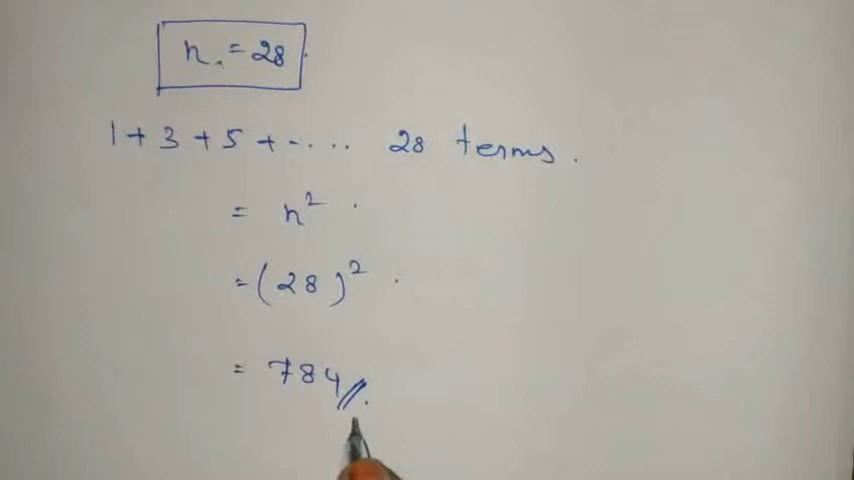 n = 28
1 + 3 + 5 + ..... 28 terms.
= n²
= (28)²
= 784//.